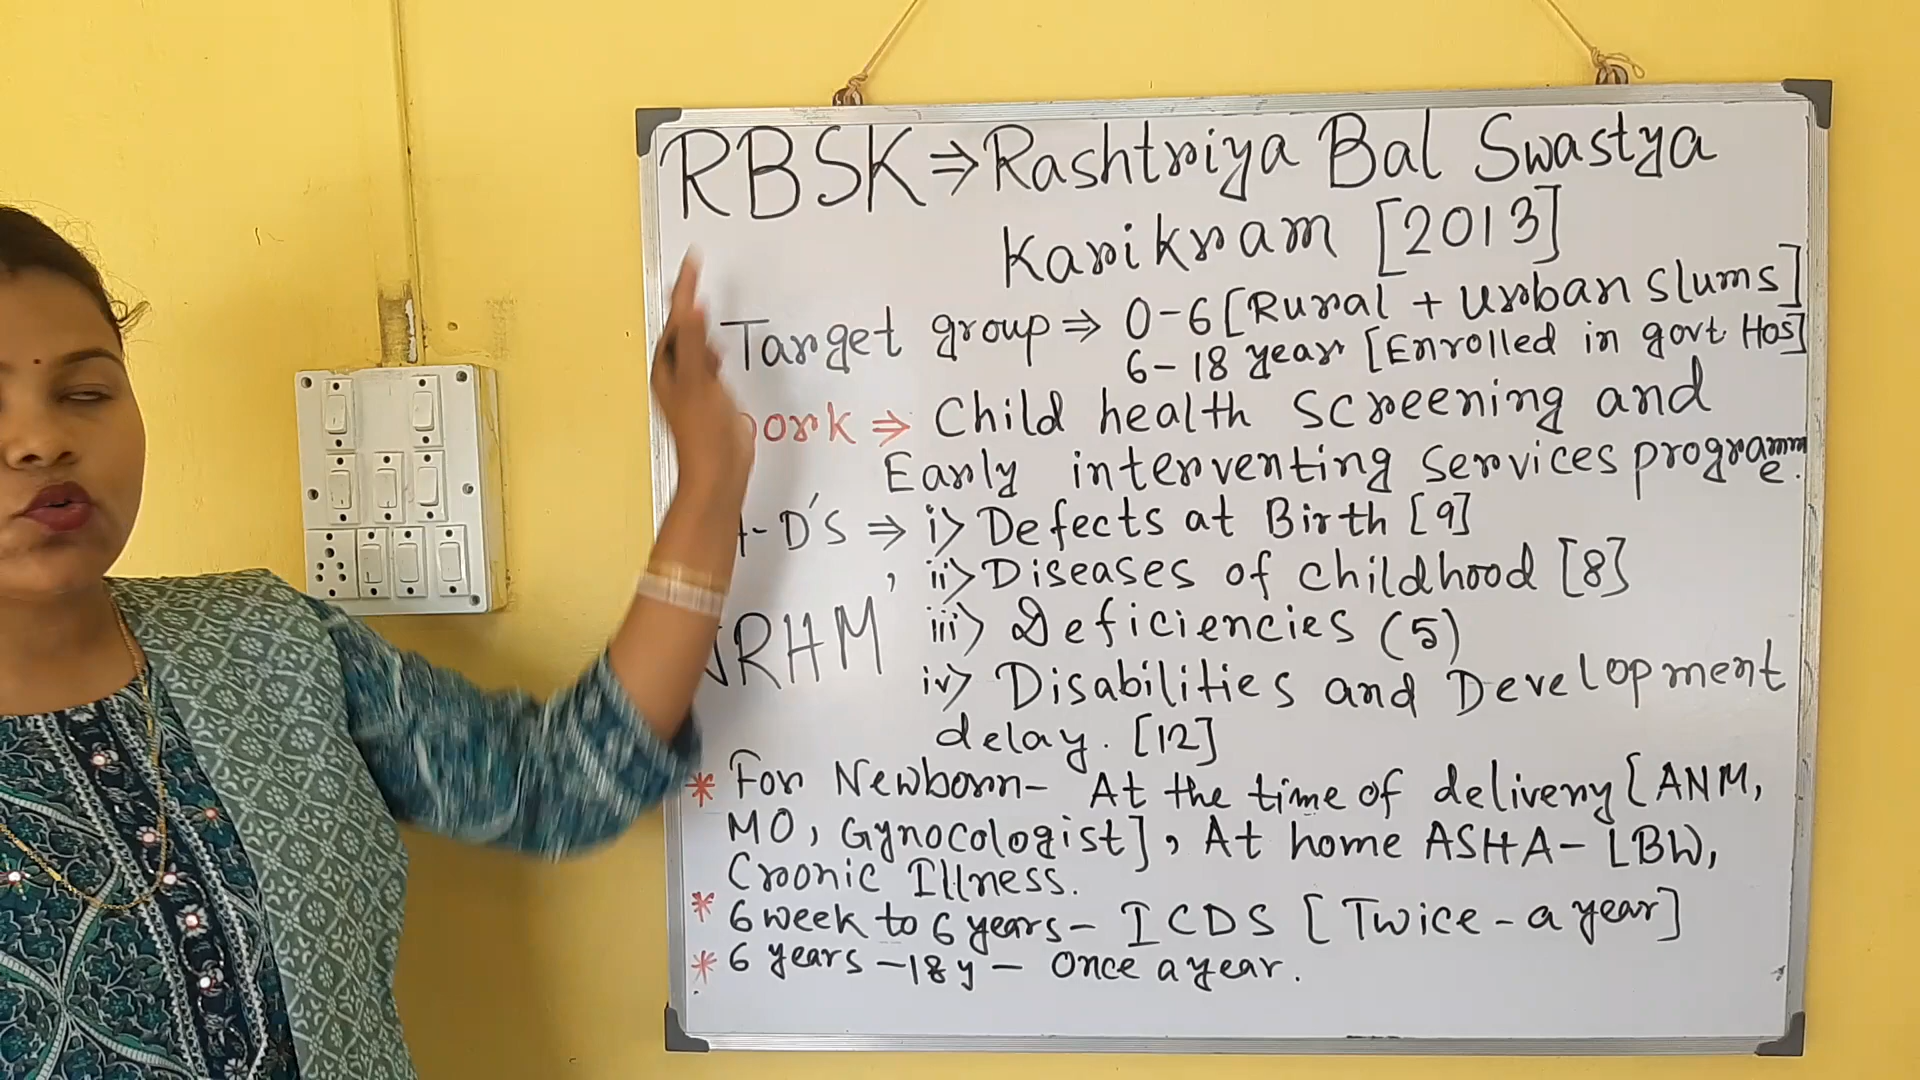 RBSK ⇒ Rashtriya Bal Swastya
Karikram [2013]
Target group ⇒ 0-6 [Rural + Urban slums]
6-18 year [Enrolled in govt Hos]
⇒ Child health screening and
Early interventing services programme.
D'S ⇒ i) Defects at Birth [9]
ii) Diseases of childhood [8]
NRHM iii) Deficiencies (5)
iv) Disabilities and Development
delay. [12]
* For Newborn- At the time of delivery [ANM,
MO, Gynocologist], At home ASHA- LBW,
Cronic Illness.
* 6 week to 6 years- ICDS [Twice-a year]
* 6 years -18y - Once a year.